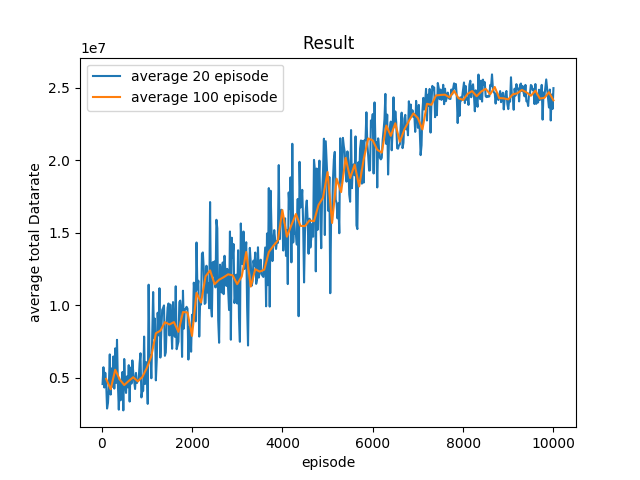 Result
1e7
average 20 episode
average 100 episode
2.5
2.0
1.5
1.0
0.5
average total Datarate
0 2000 4000 6000 8000 10000
episode